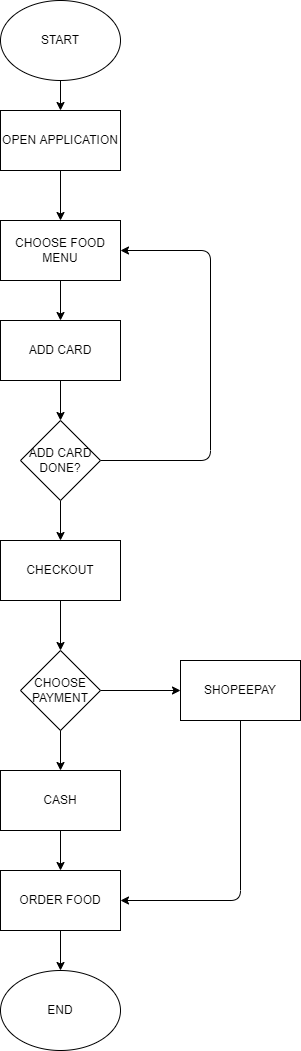 START
OPEN APPLICATION
CHOOSE FOOD
MENU
ADD CARD
ADD CARD
DONE?
CHECKOUT
CHOOSE
PAYMENT
SHOPEEPAY
CASH
ORDER FOOD
END